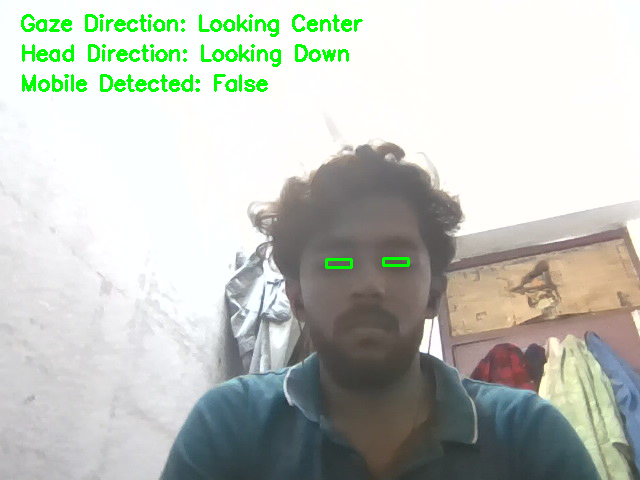 Gaze Direction: Looking Center
Head Direction: Looking Down
Mobile Detected: False